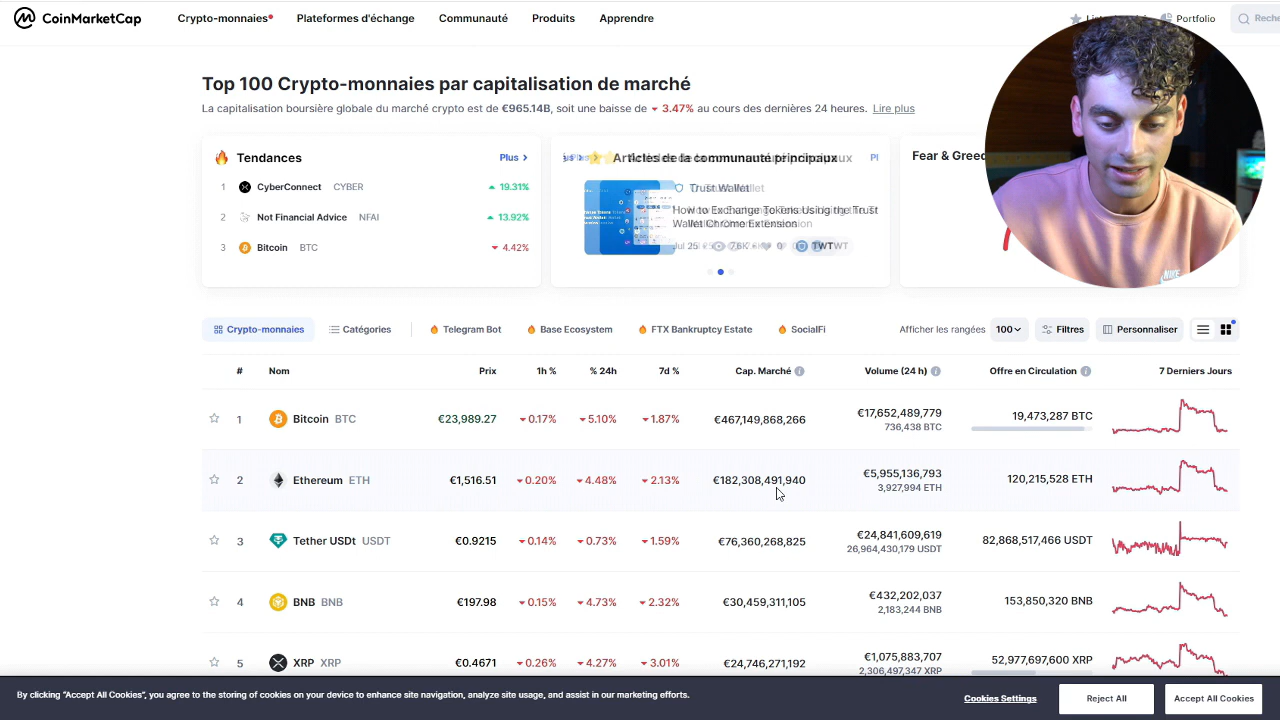 CoinMarketCap
Crypto-monnaies
Plateformes d'échange
Communauté
Produits
Apprendre
Portfolio
Top 100 Crypto-monnaies par capitalisation de marché
La capitalisation boursière globale du marché crypto est de €965.14B, soit une baisse de 3.47% au cours des dernières 24 heures. Lire plus
Tendances
Plus
1 CyberConnect CYBER 19.31%
2 Not Financial Advice NFAI 13.92%
3 Bitcoin BTC 4.42%
Trust Wallet
How to Exchange Tokens Using the Trust
Wallet Chrome Extension
Jul 25
Fear & Greed
Crypto-monnaies
Catégories
Telegram Bot
Base Ecosystem
FTX Bankruptcy Estate
SocialFi
Afficher les rangées
100
Filtres
Personnaliser
# Nom Prix 1h % % 24h 7d % Cap. Marché Volume (24 h) Offre en Circulation 7 Derniers Jours
1 Bitcoin BTC €23,989.27 0.17% 5.10% 1.87% €467,149,868,266 €17,652,489,779 19,473,287 BTC
736,438 BTC
2 Ethereum ETH €1,516.51 0.20% 4.48% 2.13% €182,308,491,940 €5,955,136,793 120,215,528 ETH
3,927,994 ETH
3 Tether USDt USDT €0.9215 0.14% 0.73% 1.59% €76,360,268,825 €24,841,609,619 82,868,517,466 USDT
26,964,430,179 USDT
4 BNB BNB €197.98 0.15% 4.73% 2.32% €30,459,311,105 €432,202,037 153,850,320 BNB
2,183,244 BNB
5 XRP XRP €0.4671 0.26% 4.27% 3.01% €24,746,271,192 €1,075,883,707 52,977,697,600 XRP
2,306,497,347 XRP
By clicking “Accept All Cookies”, you agree to the storing of cookies on your device to enhance site navigation, analyze site usage, and assist in our marketing efforts.
Cookies Settings
Reject All
Accept All Cookies